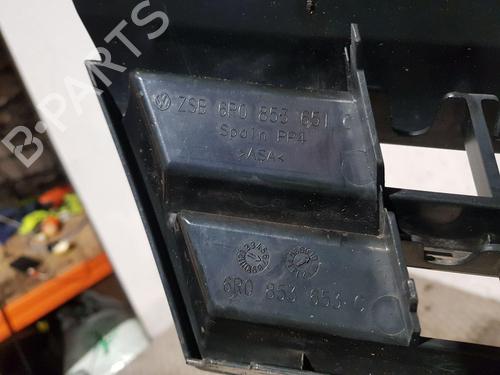 B-PARTS
ZSB 6R0 853 651 C
Spain PP4
>ASA<
6R0 853 653 C